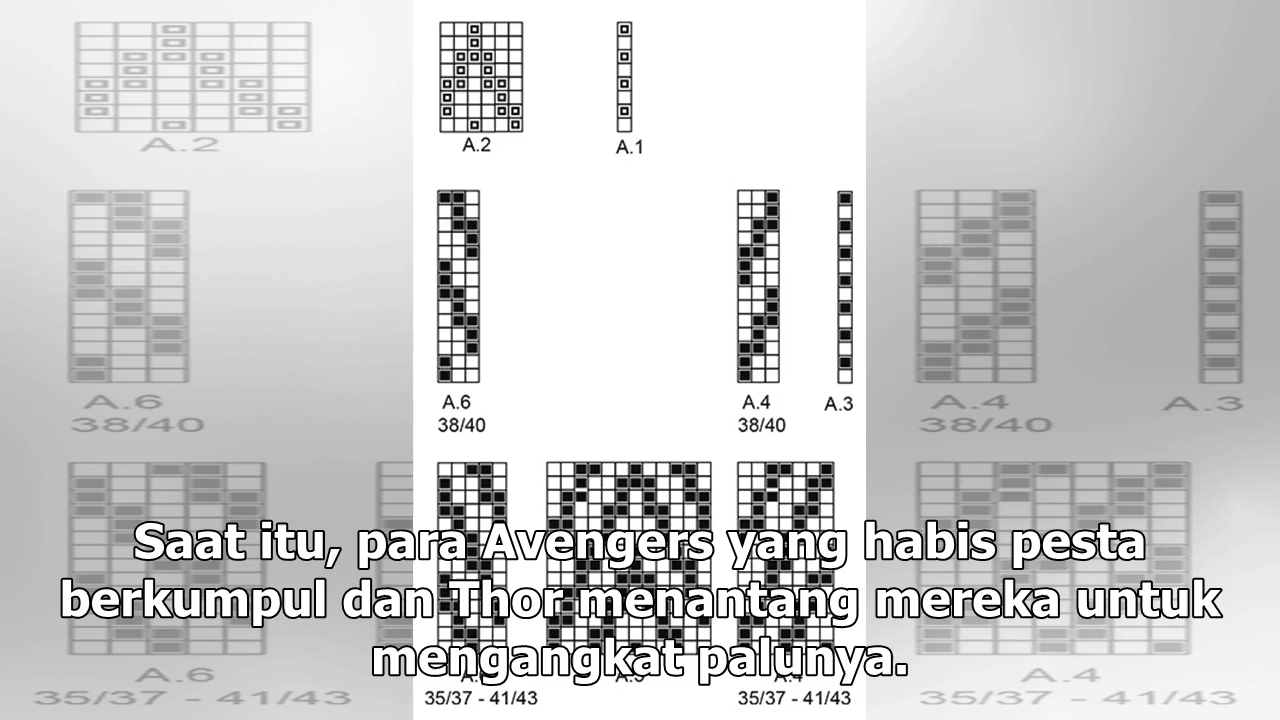 A.2
A.2 A.1
A.6
38/40
A.6
38/40
A.4
38/40
A.3
A.4
38/40
A.3
Saat itu, para Avengers yang habis pesta
berkumpul dan Thor menantang mereka untuk
mengangkat palunya.
A.6
35/37 - 41/43
35/37 - 41/43
A.4
35/37 - 41/43
A.4
35/37 - 41/43